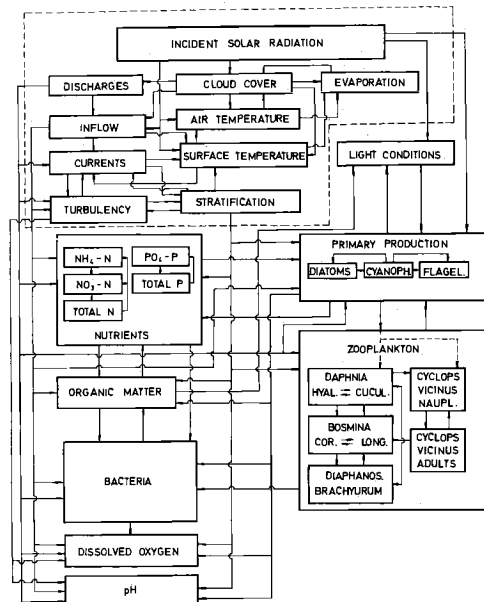 INCIDENT SOLAR RADIATION
DISCHARGES
CLOUD COVER
EVAPORATION
INFLOW
AIR TEMPERATURE
CURRENTS
SURFACE TEMPERATURE
LIGHT CONDITIONS.
TURBULENCY
STRATIFICATION
NH₄-N
PO₄-P
NO₃-N
TOTAL P
TOTAL N
NUTRIENTS
PRIMARY PRODUCTION
DIATOMS
CYANOPH.
FLAGEL.
ZOOPLANKTON
DAPHNIA
HYAL. ⇌ CUCUL.
CYCLOPS
VICINUS
NAUPL.
BOSMINA
COR. ⇌ LONG.
CYCLOPS
VICINUS
ADULTS
DIAPHANOS.
BRACHYURUM
ORGANIC MATTER
BACTERIA
DISSOLVED OXYGEN
pH